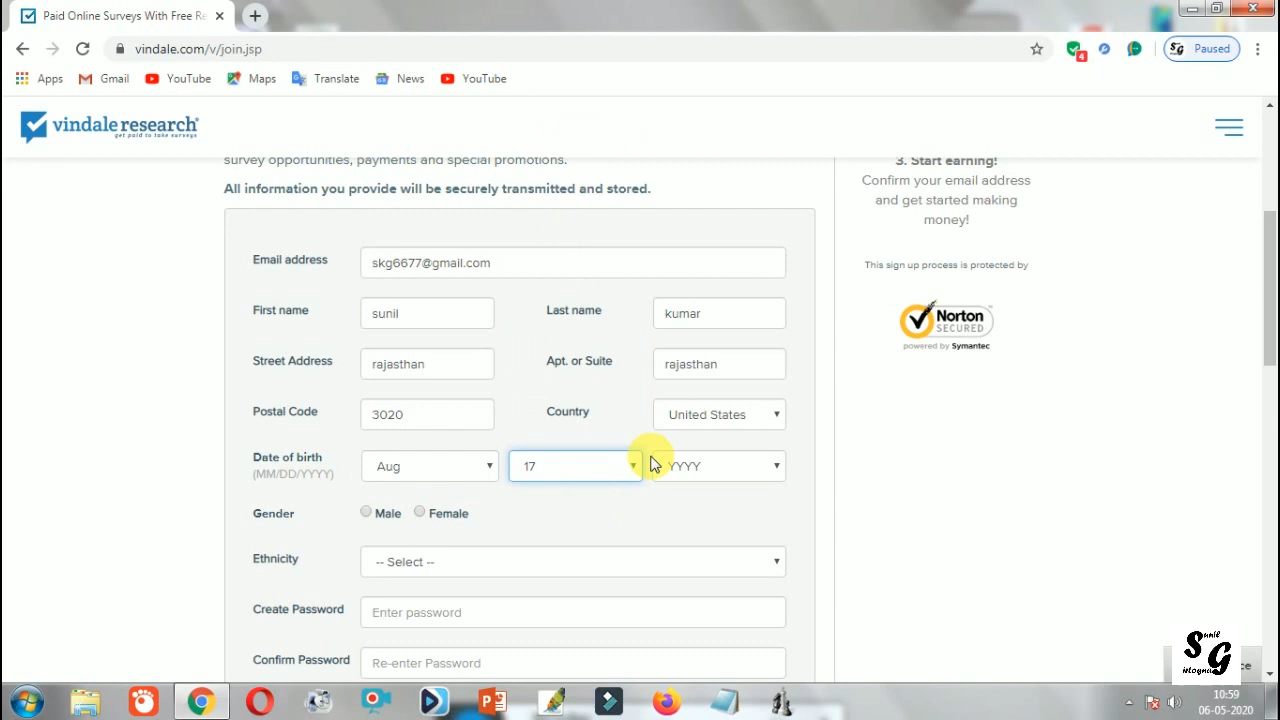 Paid Online Surveys With Free Re
vindale.com/v/join.jsp
4
SG
Paused
Apps
Gmail
YouTube
Maps
Translate
News
YouTube
vindale research®
get paid to take surveys
survey opportunities, payments and special promotions.
All information you provide will be securely transmitted and stored.
3. Start earning!
Confirm your email address
and get started making
money!
This sign up process is protected by
Norton
SECURED
powered by Symantec
Email address
skg6677@gmail.com
First name
sunil
Last name
kumar
Street Address
rajasthan
Apt. or Suite
rajasthan
Postal Code
3020
Country
United States
Date of birth
(MM/DD/YYYY)
Aug
17
YYYY
Gender
Male
Female
Ethnicity
-- Select --
Create Password
Enter password
Confirm Password
Re-enter Password
Sunil
SG
10:59
06-05-2020